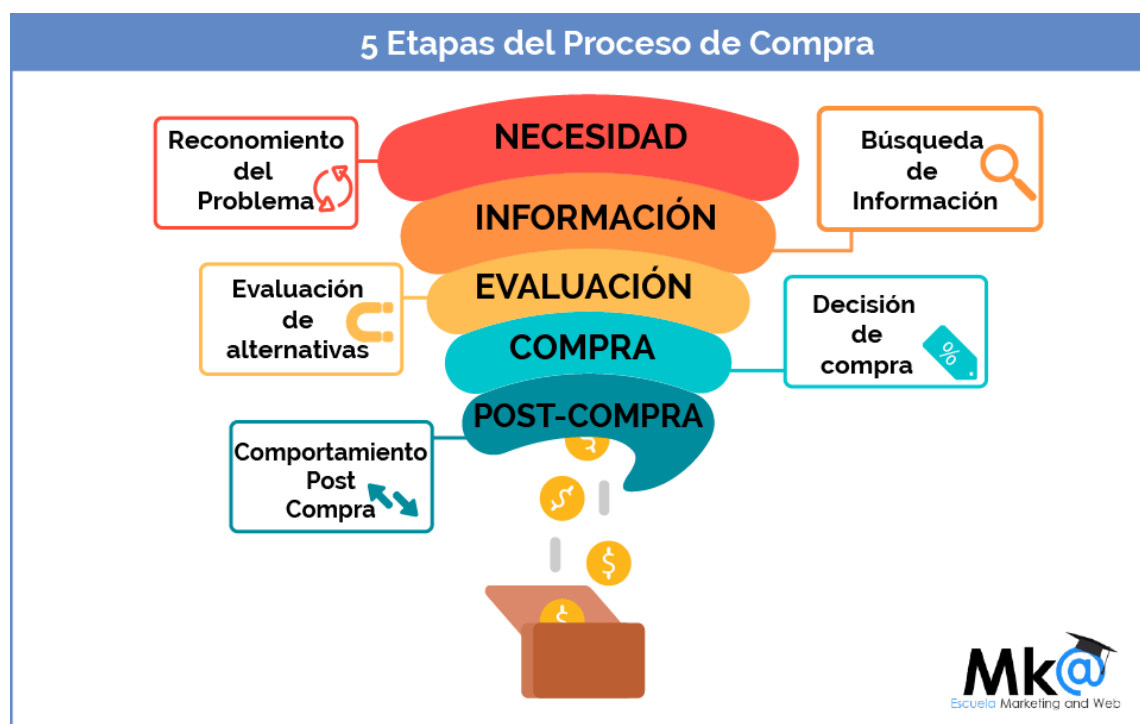 5 Etapas del Proceso de Compra
NECESIDAD
Reconomiento
del
Problema
INFORMACIÓN
Búsqueda
de
Información
EVALUACIÓN
Evaluación
de
alternativas
COMPRA
Decisión
de
compra
%
POST-COMPRA
Comportamiento
Post
Compra
$
$
$
$
Mk@
Escuela Marketing and Web